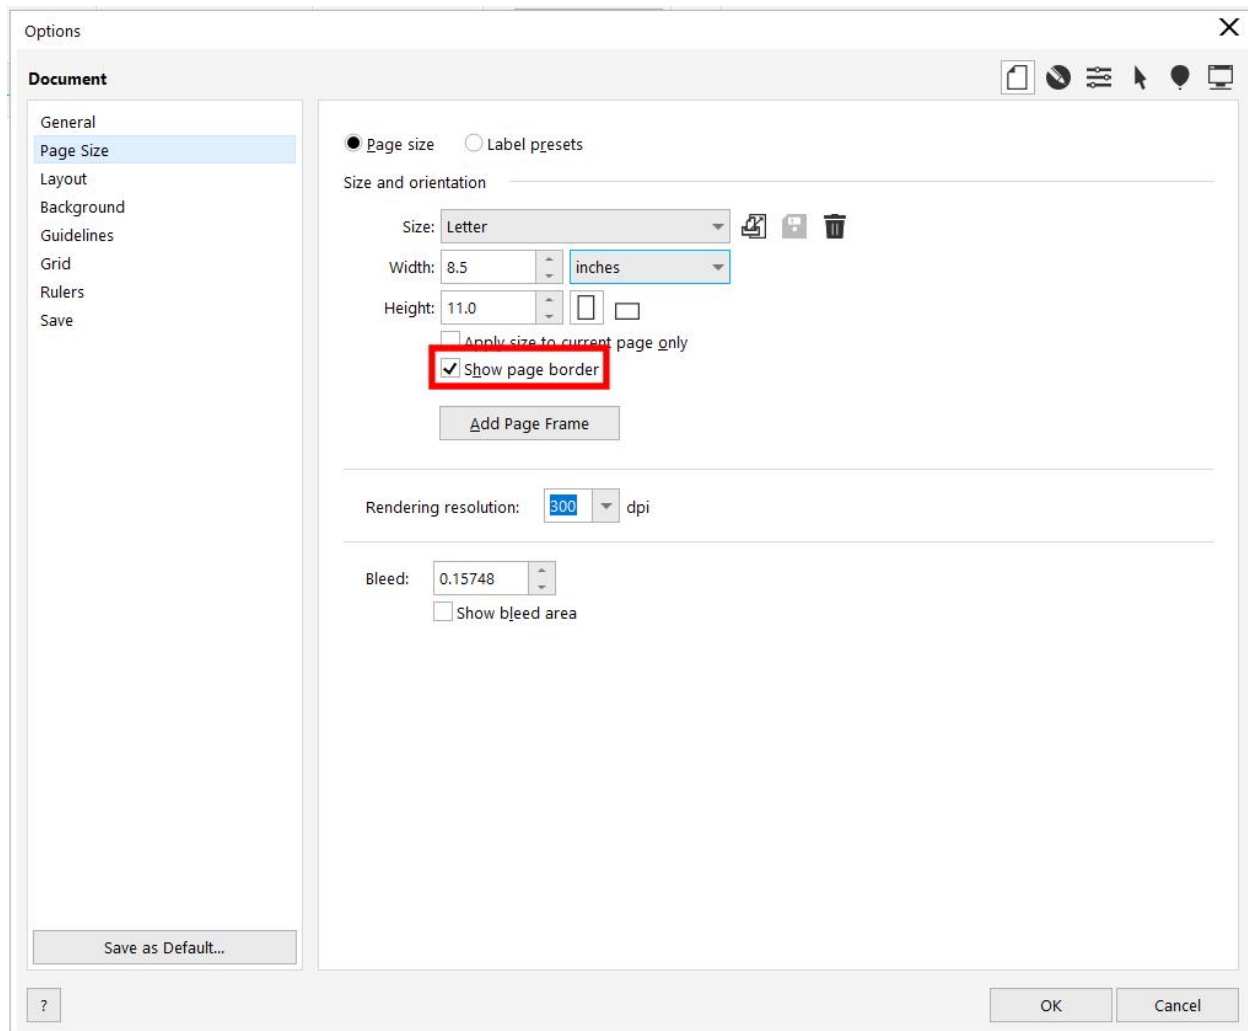 Options
Document
General
Page Size
Layout
Background
Guidelines
Grid
Rulers
Save
Save as Default...
Page size Label presets
Size and orientation
Size: Letter
Width: 8.5 inches
Height: 11.0
Apply size to current page only
Show page border
Add Page Frame
Rendering resolution: 300 dpi
Bleed: 0.15748
Show bleed area
? OK Cancel